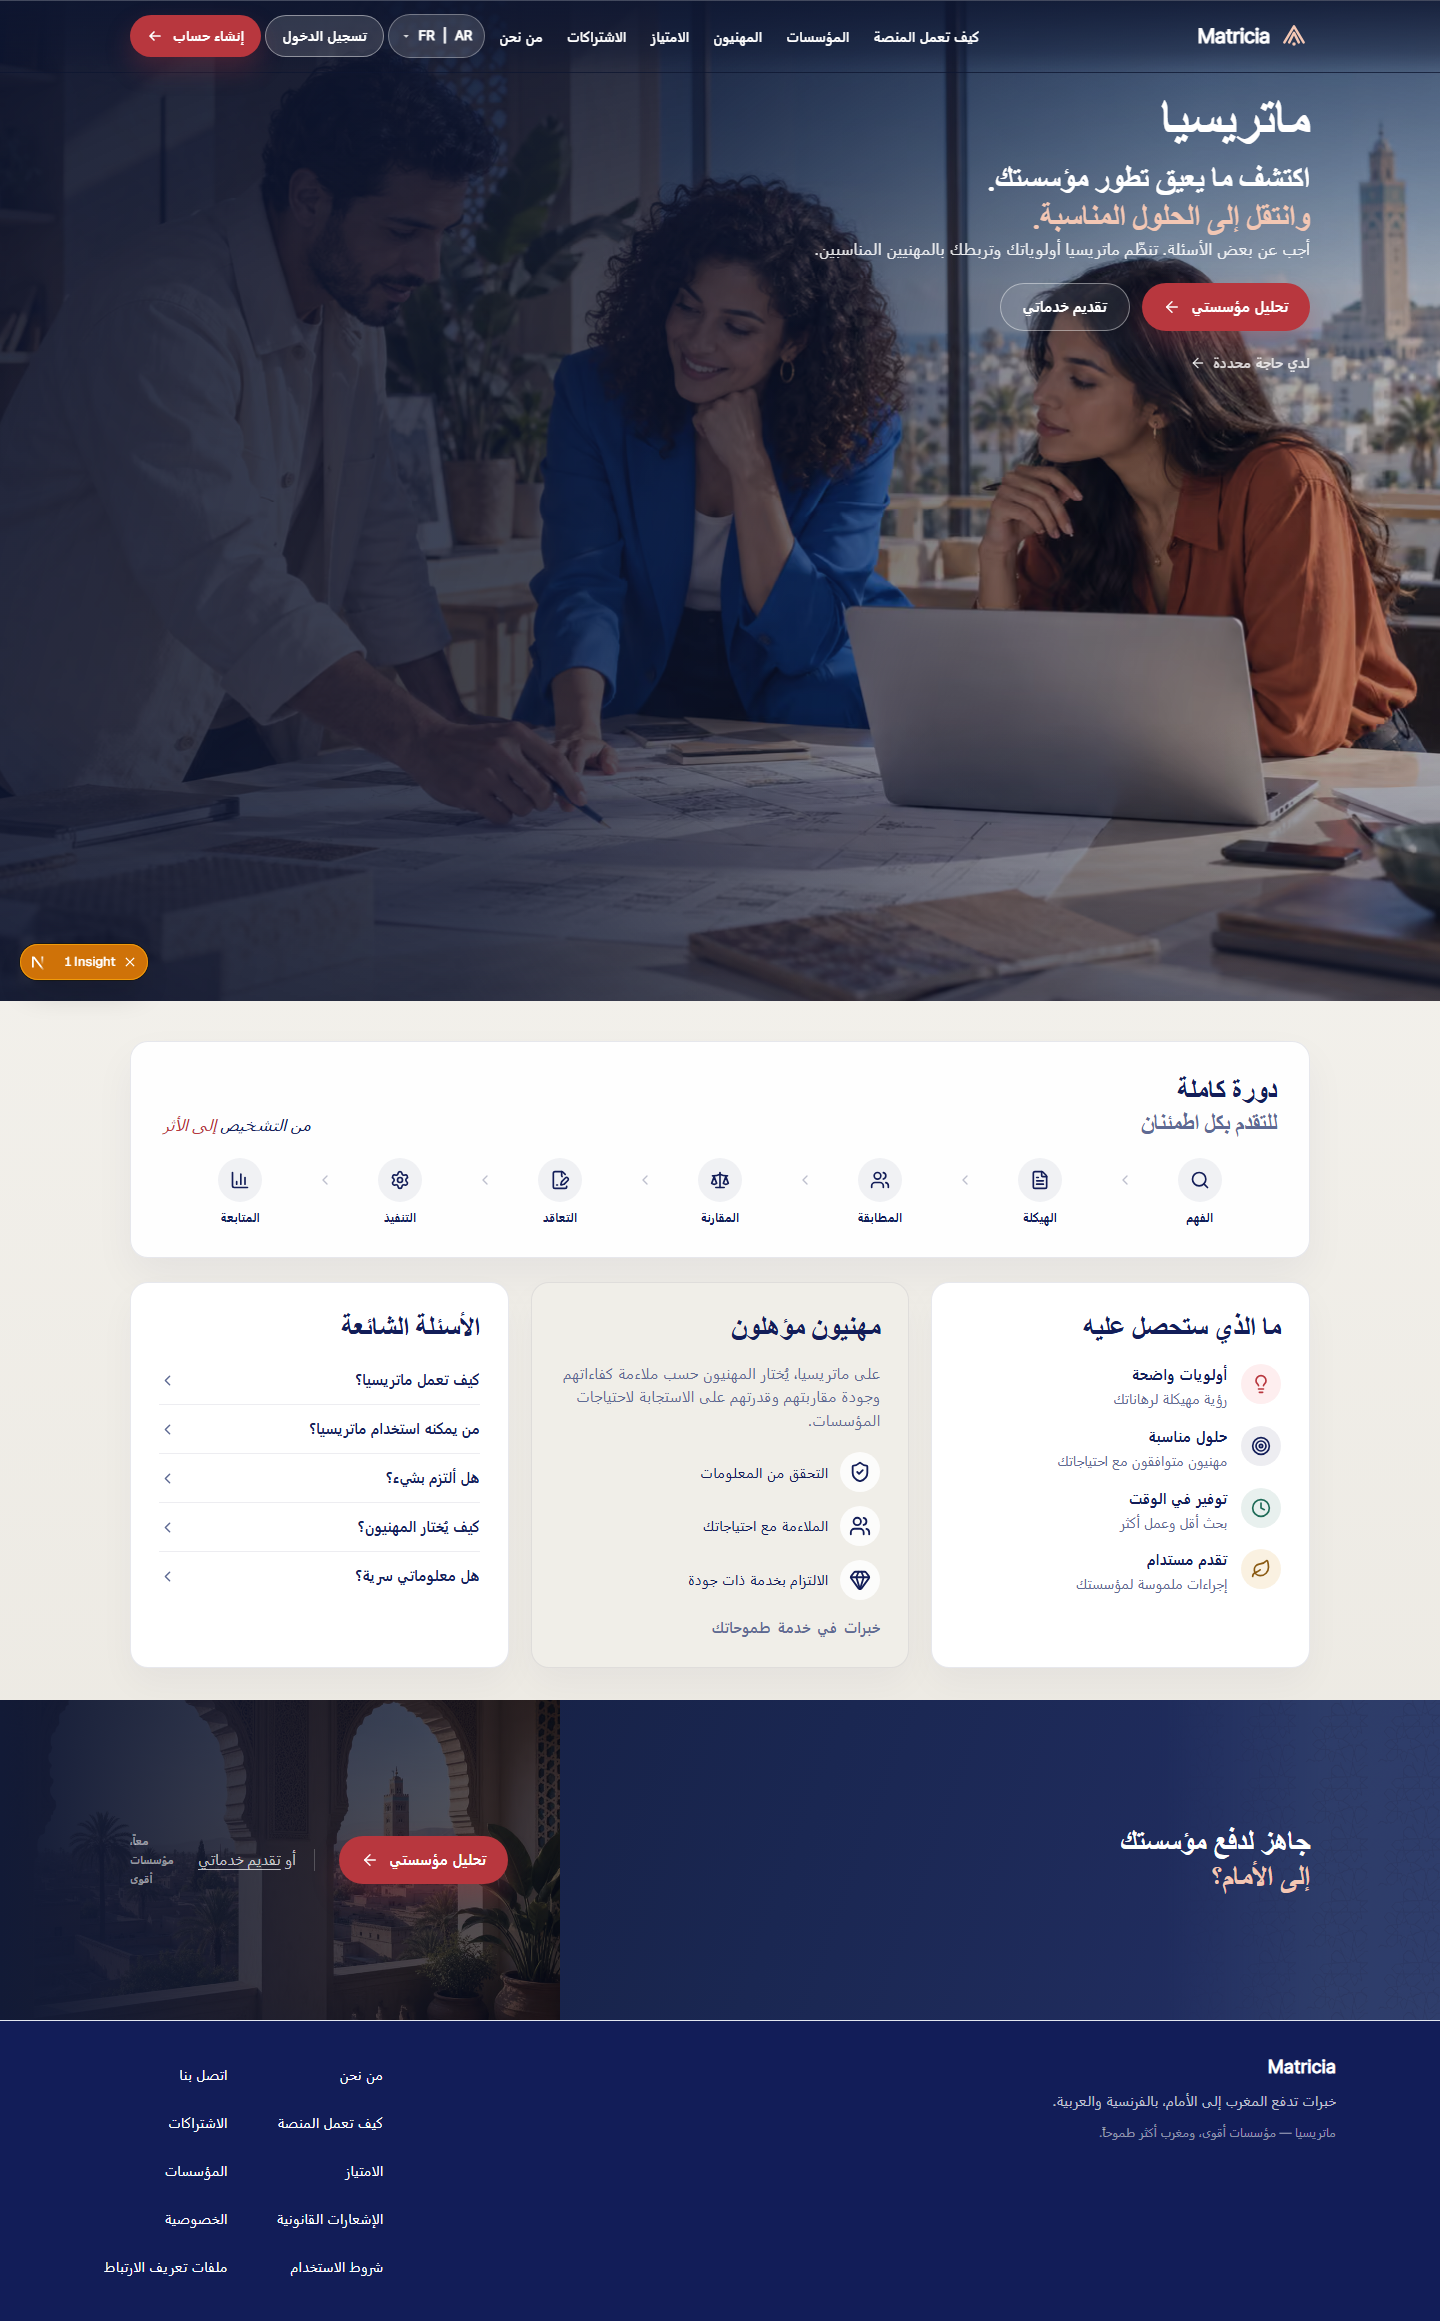 Matricia
كيف تعمل المنصة
المؤسسات
المهنيون
الامتياز
الاشتراكات
من نحن
FR | AR
تسجيل الدخول
إنشاء حساب
ماتريسيا
اكتشف ما يعيق تطور مؤسستك.
وانتقل إلى الحلول المناسبة.
أجب عن بعض الأسئلة. تنظّم ماتريسيا أولوياتك وتربطك بالمهنيين المناسبين.
تحليل مؤسستي
تقديم خدماتي
لدي حاجة محددة
1 Insight
دورة كاملة
للتقدم بكل اطمئنان
من التشخيص إلى الأثر
الفهم
الهيكلة
المطابقة
المقارنة
التعاقد
التنفيذ
المتابعة
ما الذي ستحصل عليه
أولويات واضحة
رؤية مهيكلة لرهاناتك
حلول مناسبة
مهنيون متوافقون مع احتياجاتك
توفير في الوقت
بحث أقل وعمل أكثر
تقدم مستدام
إجراءات ملموسة لمؤسستك
مهنيون مؤهلون
على ماتريسيا، يُختار المهنيون حسب ملاءمة كفاءاتهم
وجودة مقاربتهم وقدرتهم على الاستجابة لاحتياجات
المؤسسات.
التحقق من المعلومات
الملاءمة مع احتياجاتك
الالتزام بخدمة ذات جودة
خبرات في خدمة طموحاتك
الأسئلة الشائعة
كيف تعمل ماتريسيا؟
من يمكنه استخدام ماتريسيا؟
هل ألتزم بشيء؟
كيف يُختار المهنيون؟
هل معلوماتي سرية؟
جاهز لدفع مؤسستك
إلى الأمام؟
تحليل مؤسستي
أو تقديم خدماتي
معاً،
مؤسسات
أقوى
Matricia
خبرات تدفع المغرب إلى الأمام، بالفرنسية والعربية.
ماتريسيا — مؤسسات أقوى، ومغرب أكثر طموحاً.
من نحن
اتصل بنا
كيف تعمل المنصة
الاشتراكات
الامتياز
المؤسسات
الإشعارات القانونية
الخصوصية
شروط الاستخدام
ملفات تعريف الارتباط